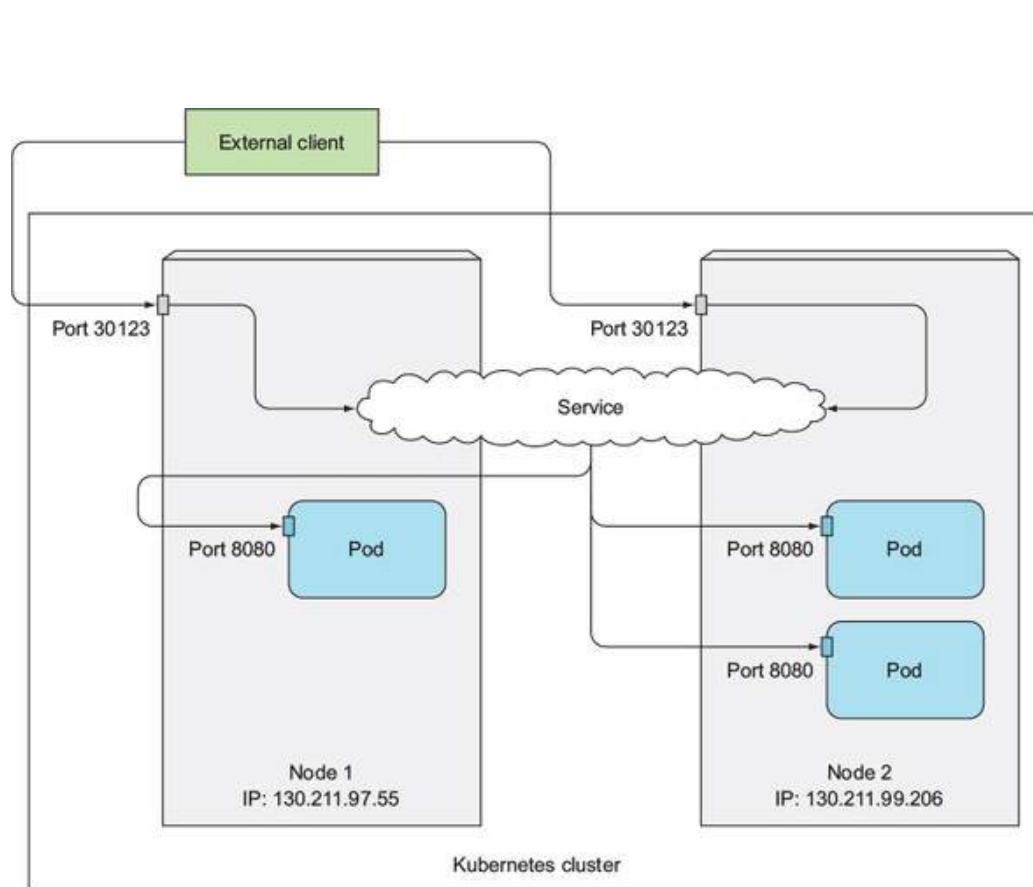 External client
Port 30123
Port 30123
Service
Port 8080
Pod
Port 8080
Pod
Port 8080
Pod
Node 1
IP: 130.211.97.55
Node 2
IP: 130.211.99.206
Kubernetes cluster